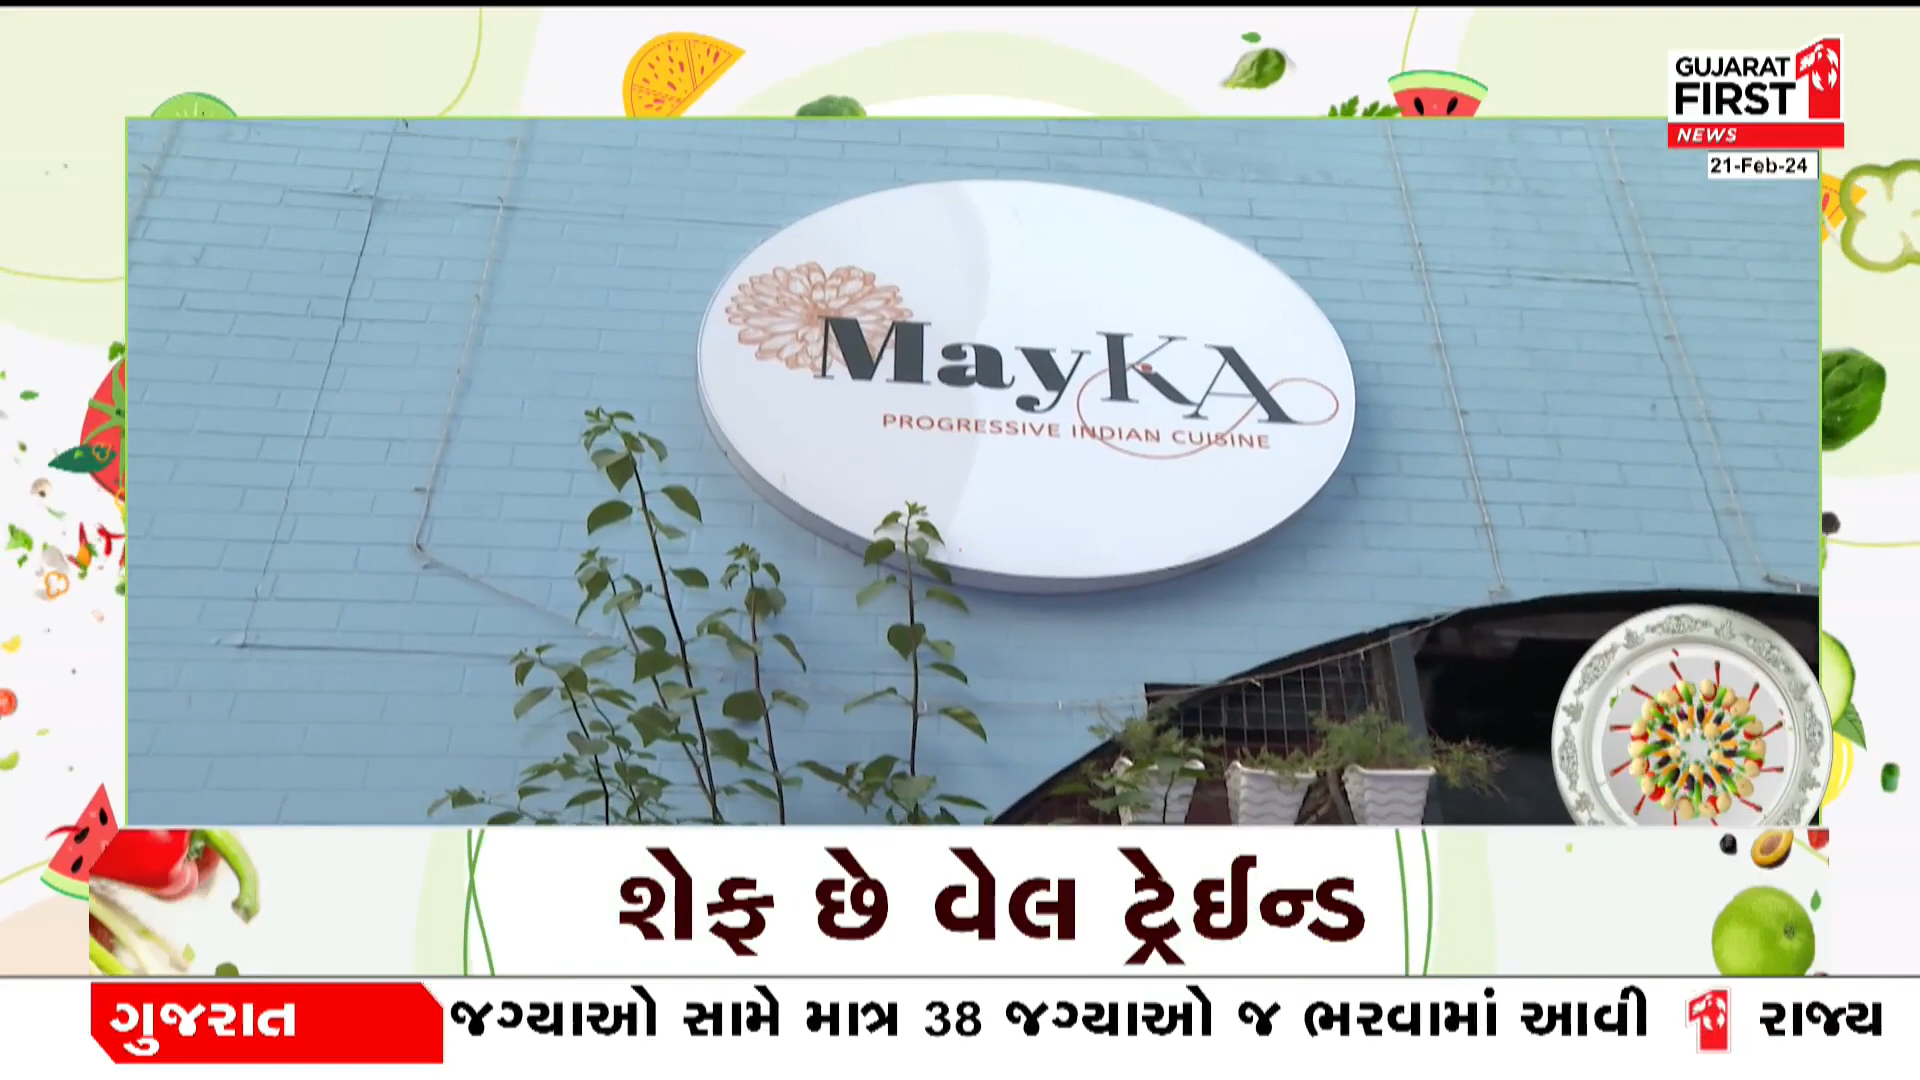 GUJARAT
FIRST
NEWS
21-Feb-24
MayKA
PROGRESSIVE INDIAN CUISINE
શેફ છે વેલ ટ્રેઈન્ડ
ગુજરાત
જગ્યાઓ સામે માત્ર 38 જગ્યાઓ જ ભરવામાં આવી
રાજ્ય